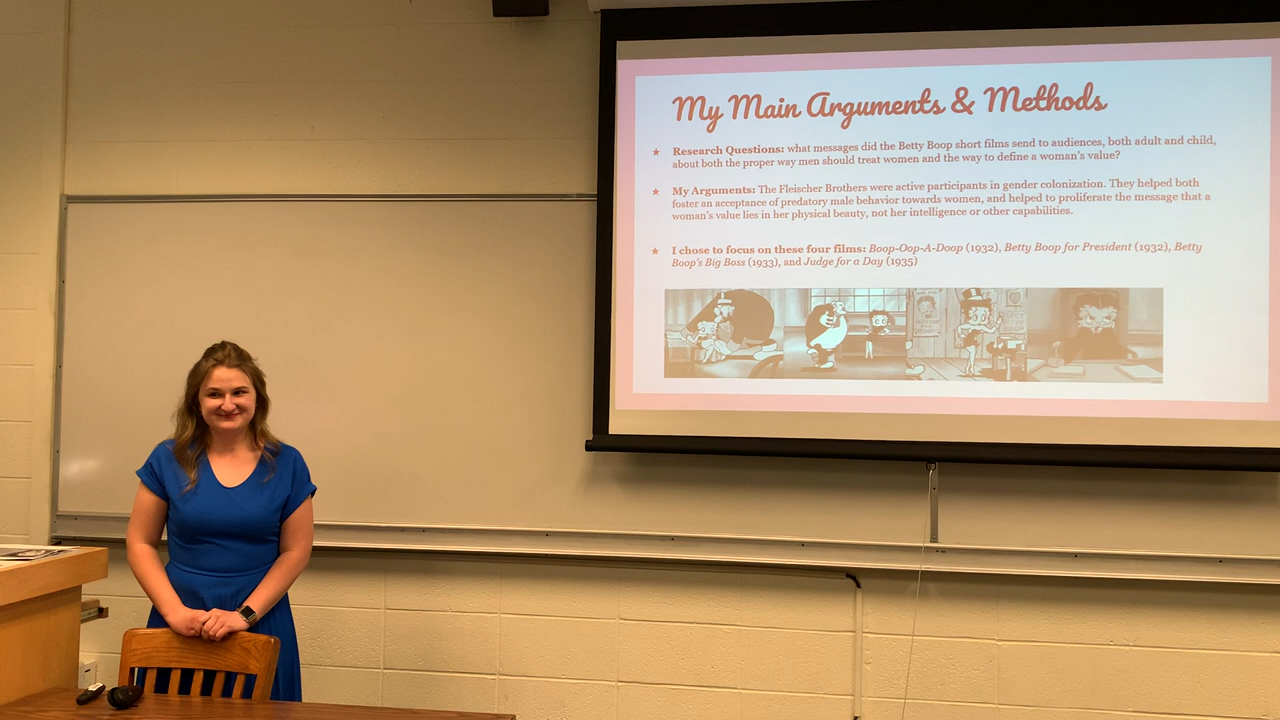 My Main Arguments & Methods
★ Research Questions: what messages did the Betty Boop short films send to audiences, both adult and child,
about both the proper way men should treat women and the way to define a woman's value?
★ My Arguments: The Fleischer Brothers were active participants in gender colonization. They helped both
foster an acceptance of predatory male behavior towards women, and helped to proliferate the message that a
woman's value lies in her physical beauty, not her intelligence or other capabilities.
★ I chose to focus on these four films: Boop-Oop-A-Doop (1932), Betty Boop for President (1932), Betty
Boop's Big Boss (1933), and Judge for a Day (1935)